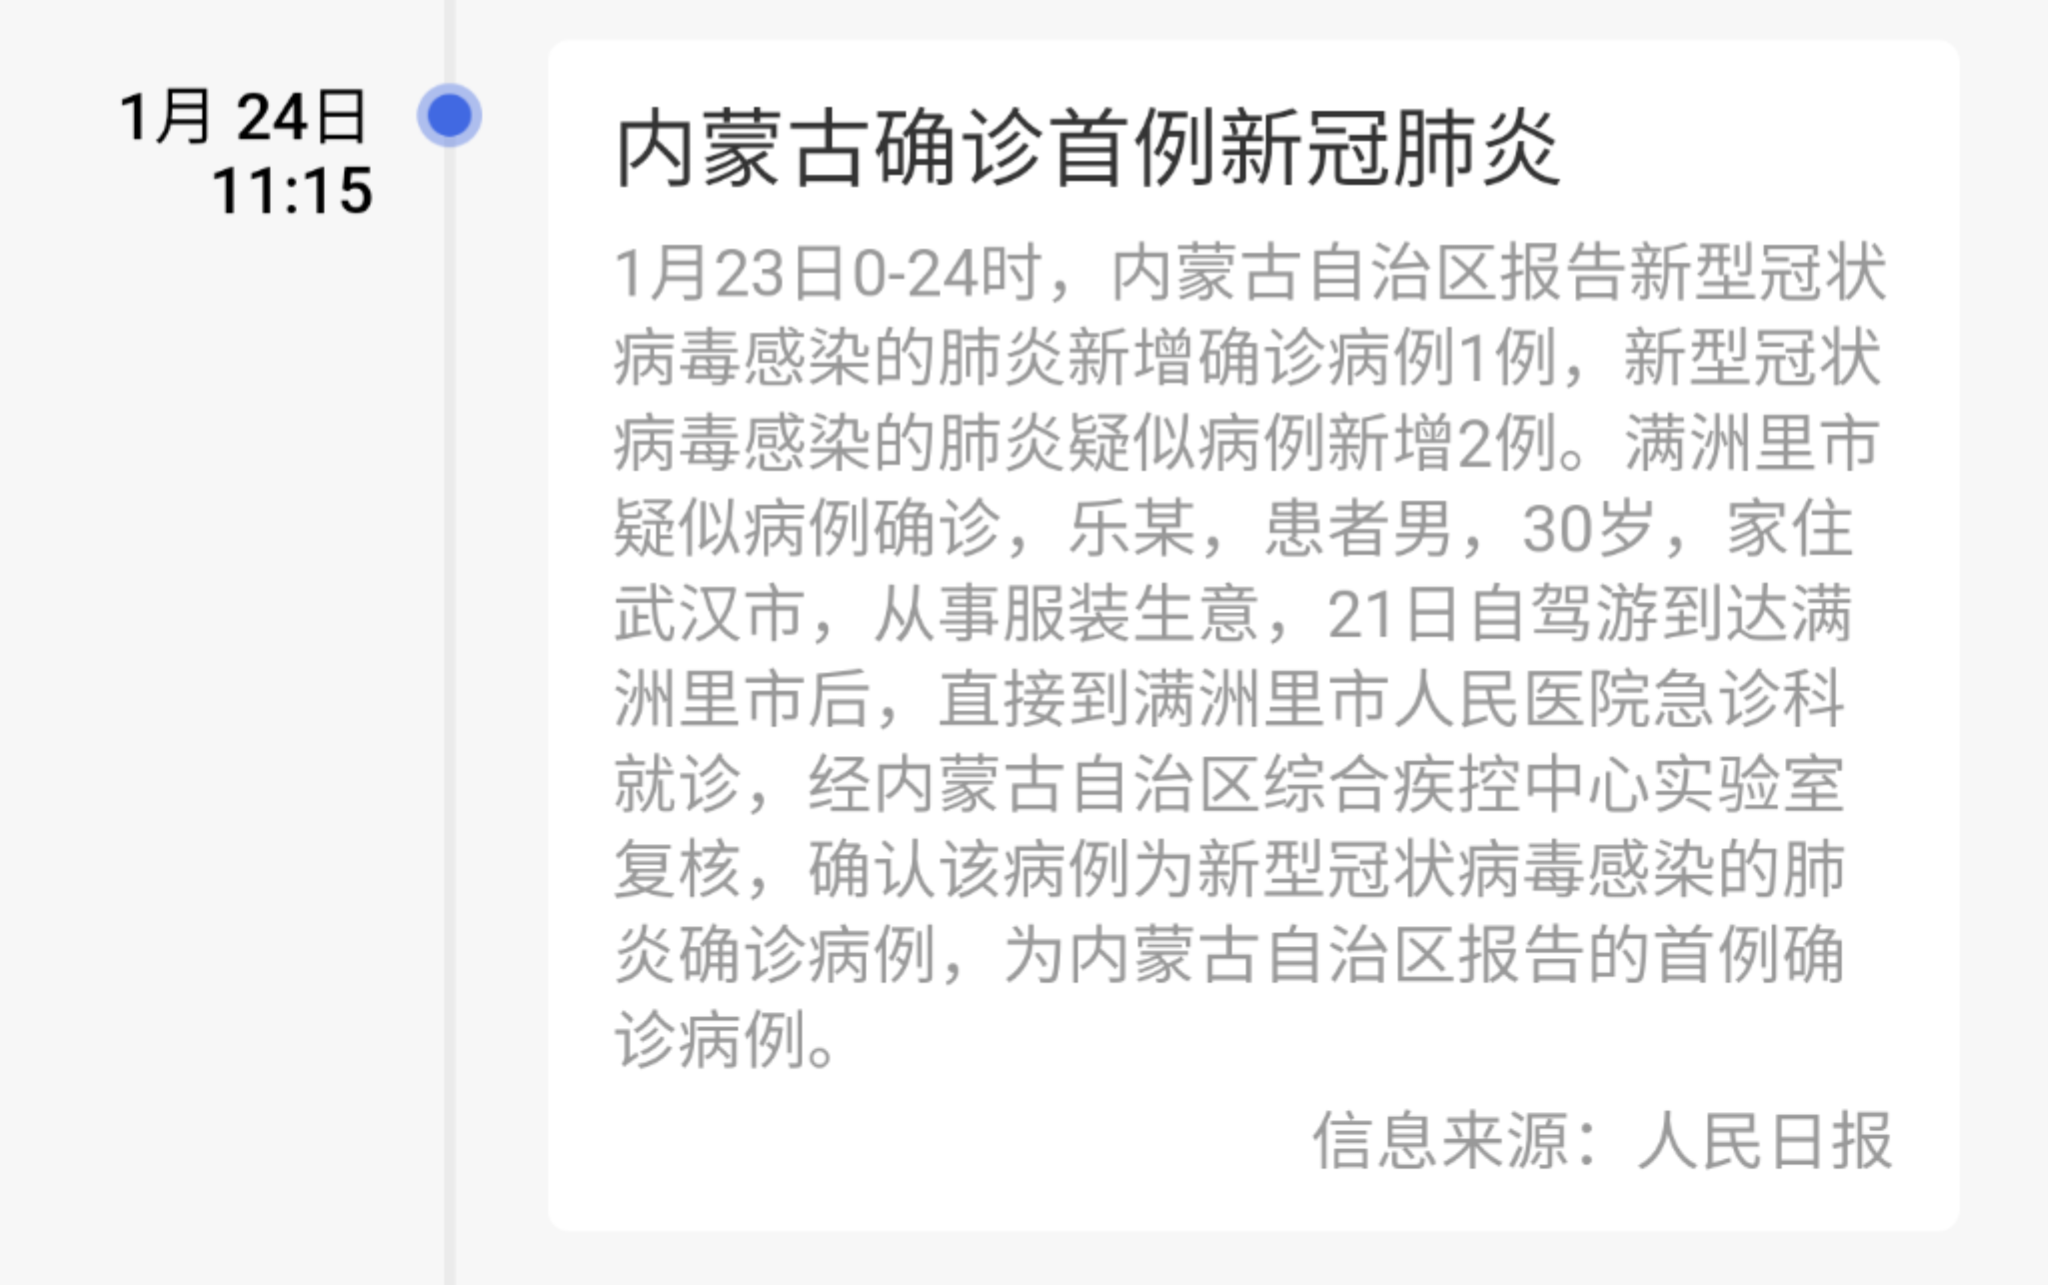 1月 24日
11:15
内蒙古确诊首例新冠肺炎
1月23日0-24时，内蒙古自治区报告新型冠状
病毒感染的肺炎新增确诊病例1例，新型冠状
病毒感染的肺炎疑似病例新增2例。满洲里市
疑似病例确诊，乐某，患者男，30岁，家住
武汉市，从事服装生意，21日自驾游到达满
洲里市后，直接到满洲里市人民医院急诊科
就诊，经内蒙古自治区综合疾控中心实验室
复核，确认该病例为新型冠状病毒感染的肺
炎确诊病例，为内蒙古自治区报告的首例确
诊病例。
信息来源：人民日报